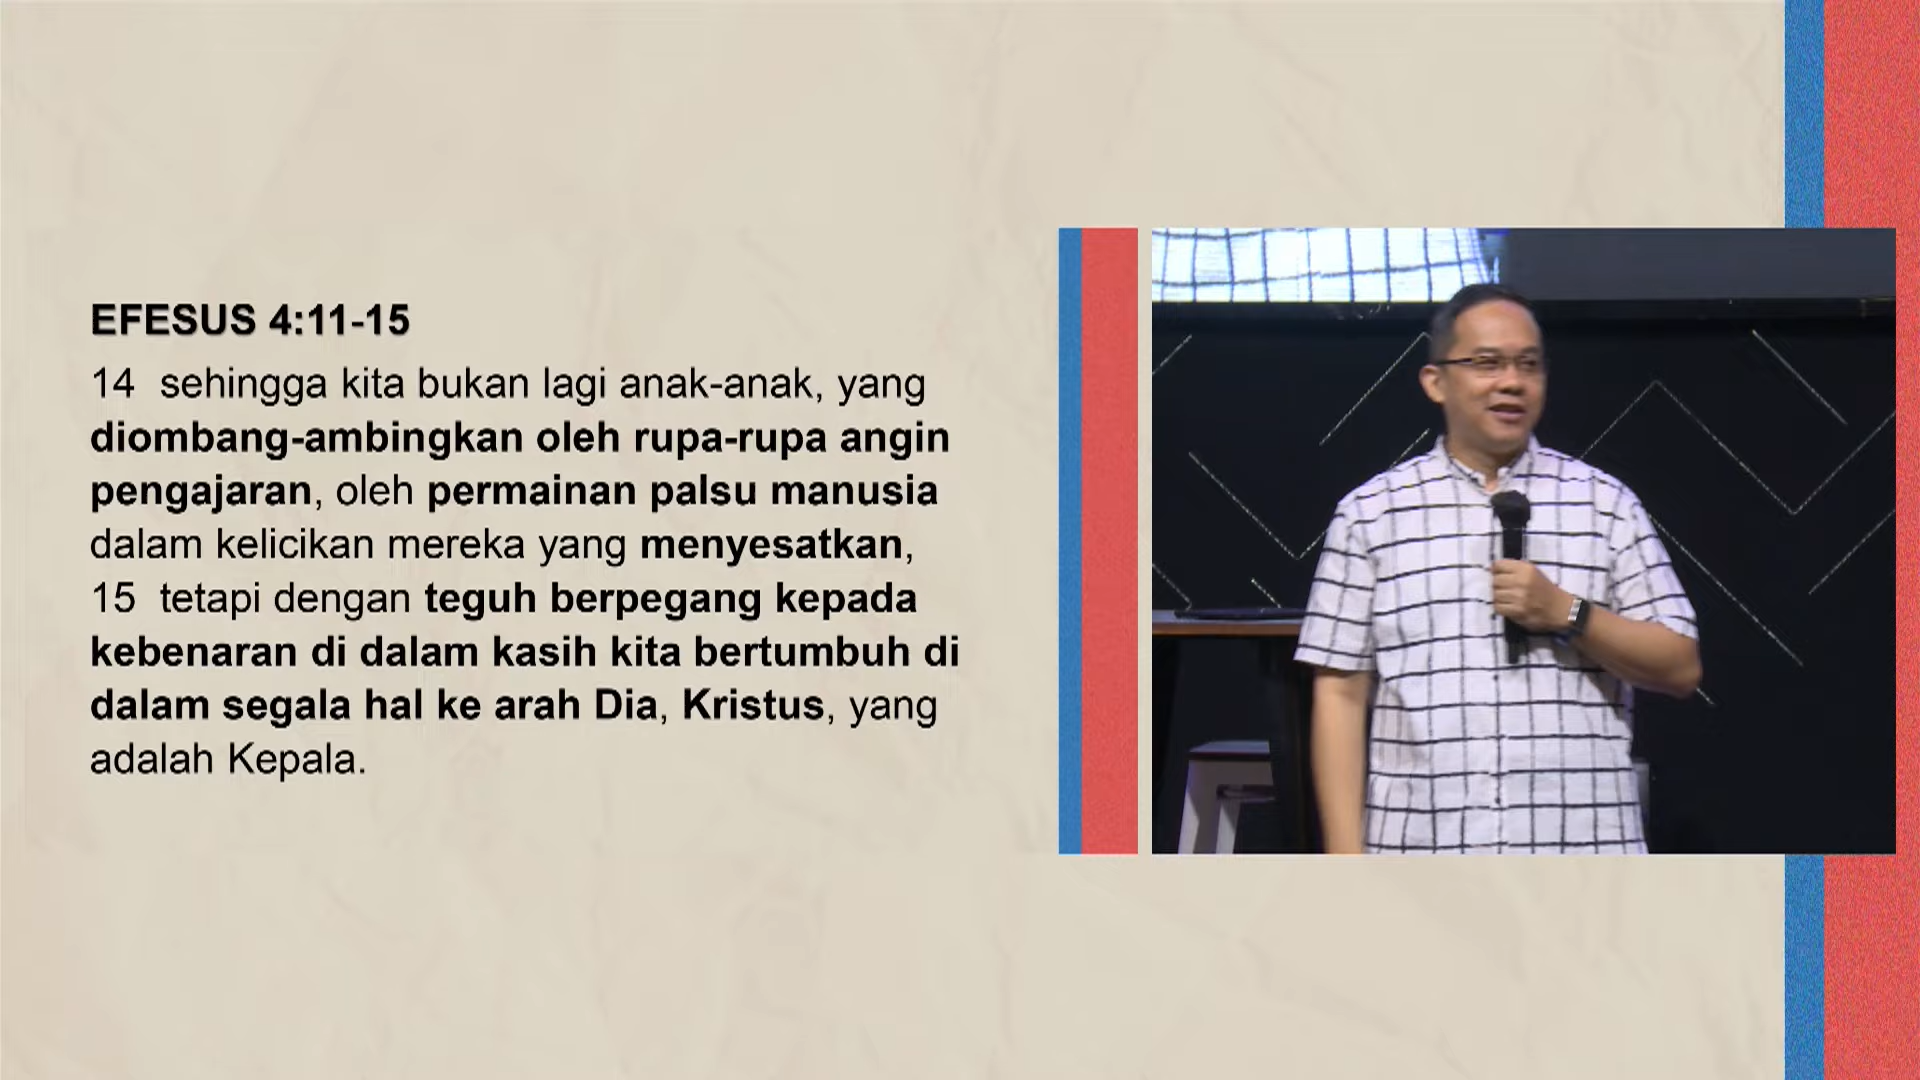 EFESUS 4:11-15
14 sehingga kita bukan lagi anak-anak, yang
diombang-ambingkan oleh rupa-rupa angin
pengajaran, oleh permainan palsu manusia
dalam kelicikan mereka yang menyesatkan,
15 tetapi dengan teguh berpegang kepada
kebenaran di dalam kasih kita bertumbuh di
dalam segala hal ke arah Dia, Kristus, yang
adalah Kepala.